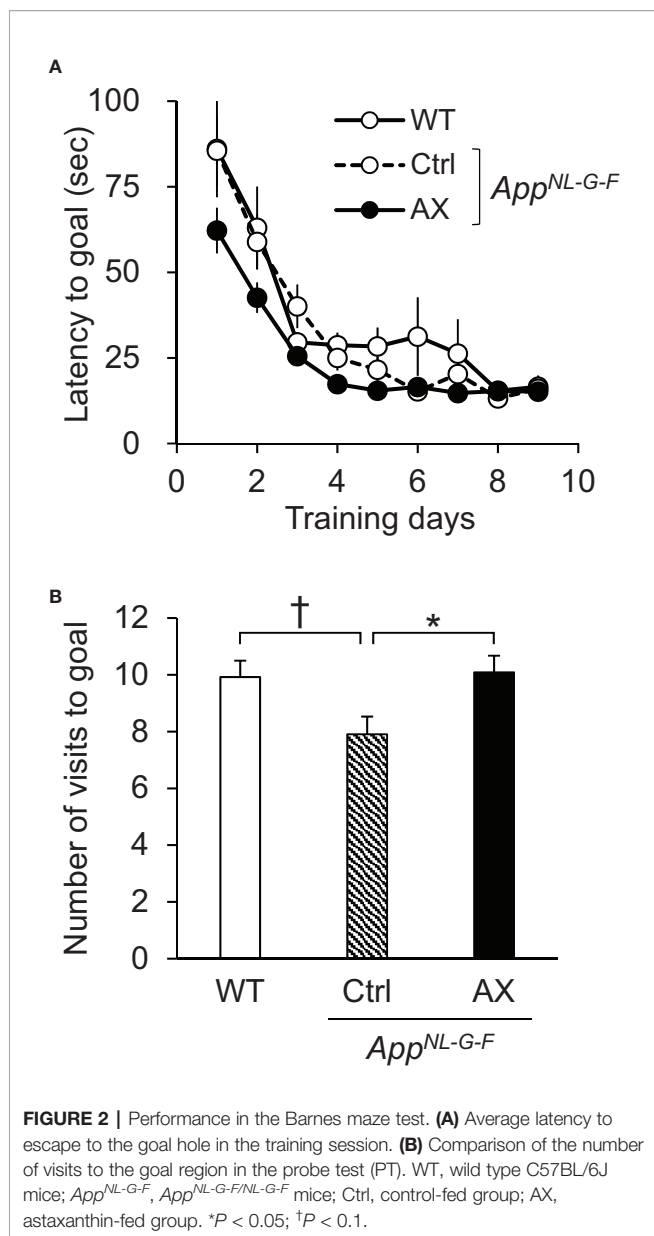 A
100
75
50
25
0
Latency to goal (sec)
WT
Ctrl
AX
App^NL-G-F
0 2 4 6 8 10
Training days
B
12
10
8
6
4
2
0
Number of visits to goal
† *
WT Ctrl AX
App^NL-G-F
FIGURE 2 | Performance in the Barnes maze test. (A) Average latency to
escape to the goal hole in the training session. (B) Comparison of the number
of visits to the goal region in the probe test (PT). WT, wild type C57BL/6J
mice; App^NL-G-F, App^NL-G-F/NL-G-F mice; Ctrl, control-fed group; AX,
astaxanthin-fed group. *P < 0.05; †P < 0.1.